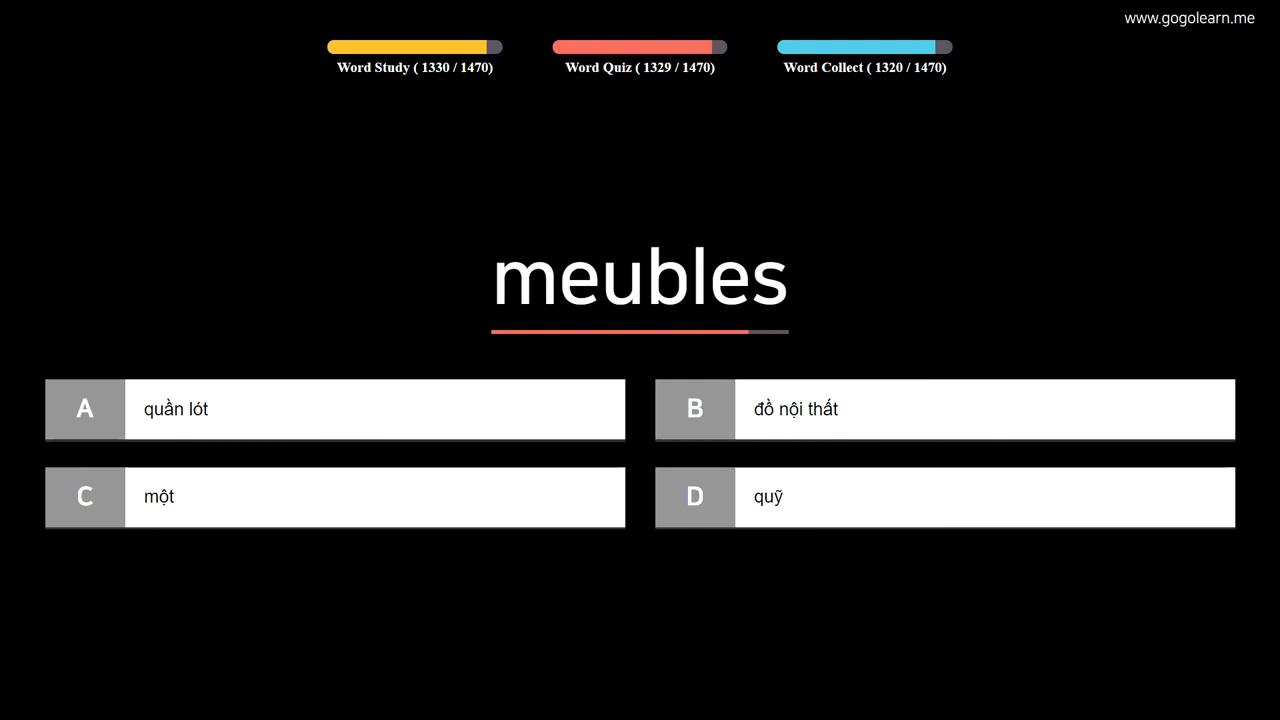 www.gogolearn.me
Word Study ( 1330 / 1470)
Word Quiz ( 1329 / 1470)
Word Collect ( 1320 / 1470)
meubles
A quần lót
B đồ nội thất
C một
D quỹ